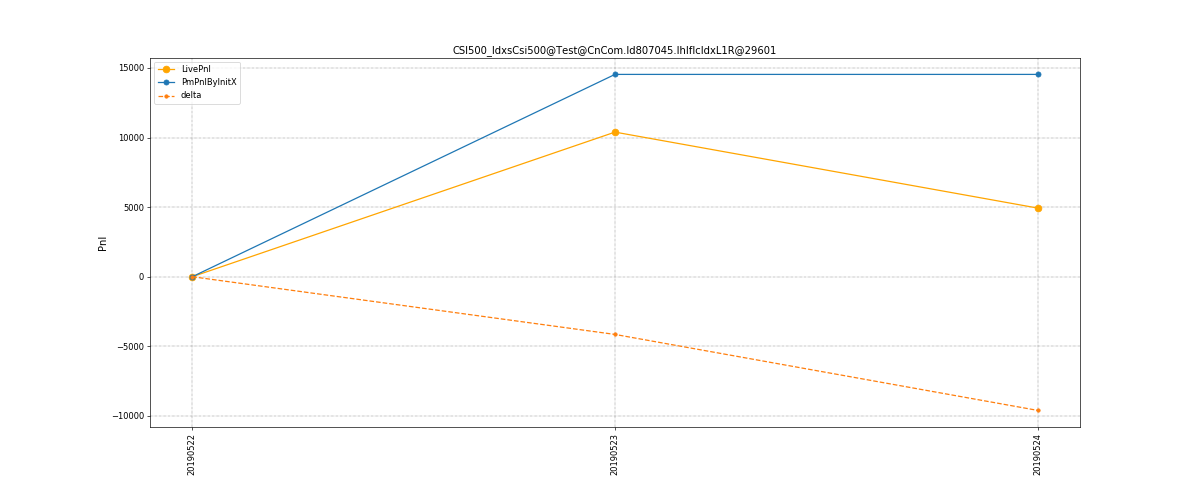 CSI500_IdxsCsi500@Test@CnCom.Id807045.IhIfIcIdxL1R@29601
15000
LivePnl
PmPnlByInitX
delta
10000
5000
Pnl
0
−5000
−10000
20190522
20190523
20190524